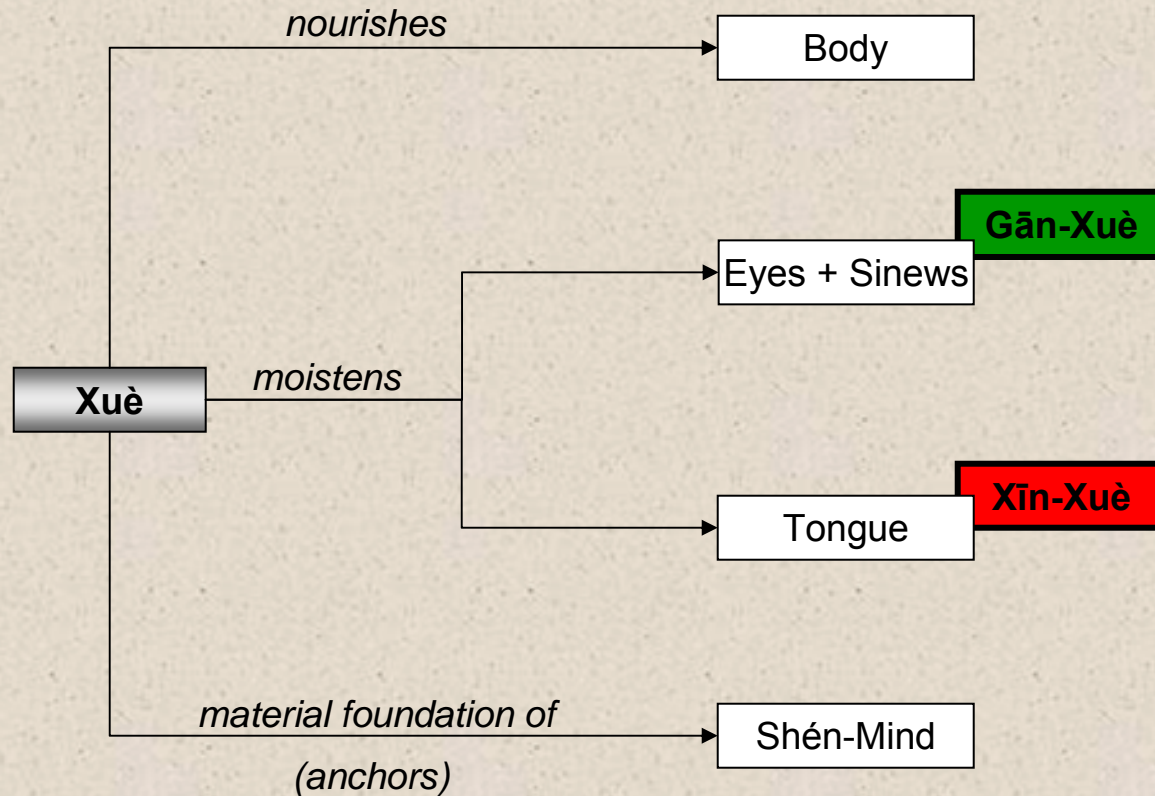 nourishes
Body
Gān-Xuè
Eyes + Sinews
moistens
Xuè
Xīn-Xuè
Tongue
material foundation of
(anchors)
Shén-Mind